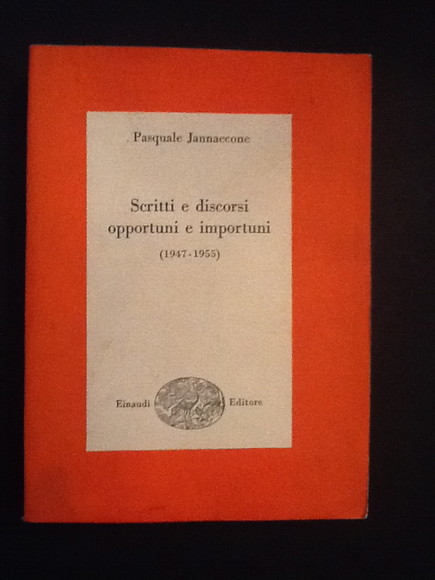 Pasquale Jannaccone
Scritti e discorsi
opportuni e importuni
(1947-1955)
Einaudi Editore